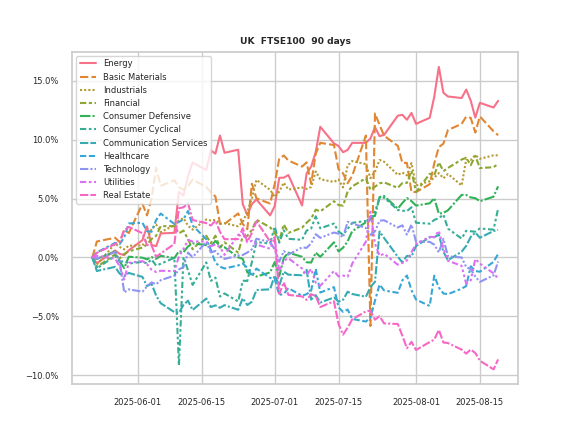 UK FTSE100 90 days
15.0%
10.0%
5.0%
0.0%
−5.0%
−10.0%
Energy
Basic Materials
Industrials
Financial
Consumer Defensive
Consumer Cyclical
Communication Services
Healthcare
Technology
Utilities
Real Estate
2025-06-01 2025-06-15 2025-07-01 2025-07-15 2025-08-01 2025-08-15